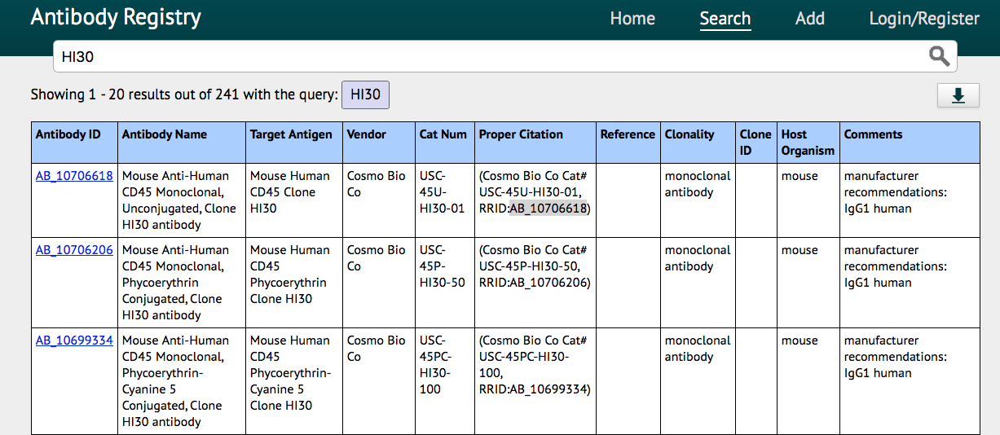 Antibody Registry
Home Search Add Login/Register
HI30
Showing 1 - 20 results out of 241 with the query: HI30
Antibody ID Antibody Name Target Antigen Vendor Cat Num Proper Citation Reference Clonality Clone ID Host Organism Comments
AB_10706618
Mouse Anti-Human
CD45 Monoclonal,
Unconjugated, Clone
HI30 antibody
Mouse Human
CD45 Clone
HI30
Cosmo Bio
Co
USC-
45U-
HI30-01
(Cosmo Bio Co Cat#
USC-45U-HI30-01,
RRID:AB_10706618)
monoclonal
antibody
mouse
manufacturer
recommendations:
IgG1 human
AB_10706206
Mouse Anti-Human
CD45 Monoclonal,
Phycoerythrin
Conjugated, Clone
HI30 antibody
Mouse Human
CD45
Phycoerythrin
Clone HI30
Cosmo Bio
Co
USC-
45P-
HI30-50
(Cosmo Bio Co Cat#
USC-45P-HI30-50,
RRID:AB_10706206)
monoclonal
antibody
mouse
manufacturer
recommendations:
IgG1 human
AB_10699334
Mouse Anti-Human
CD45 Monoclonal,
Phycoerythrin-
Cyanine 5
Conjugated, Clone
HI30 antibody
Mouse Human
CD45
Phycoerythrin-
Cyanine 5
Clone HI30
Cosmo Bio
Co
USC-
45PC-
HI30-
100
(Cosmo Bio Co Cat#
USC-45PC-HI30-
100,
RRID:AB_10699334)
monoclonal
antibody
mouse
manufacturer
recommendations:
IgG1 human